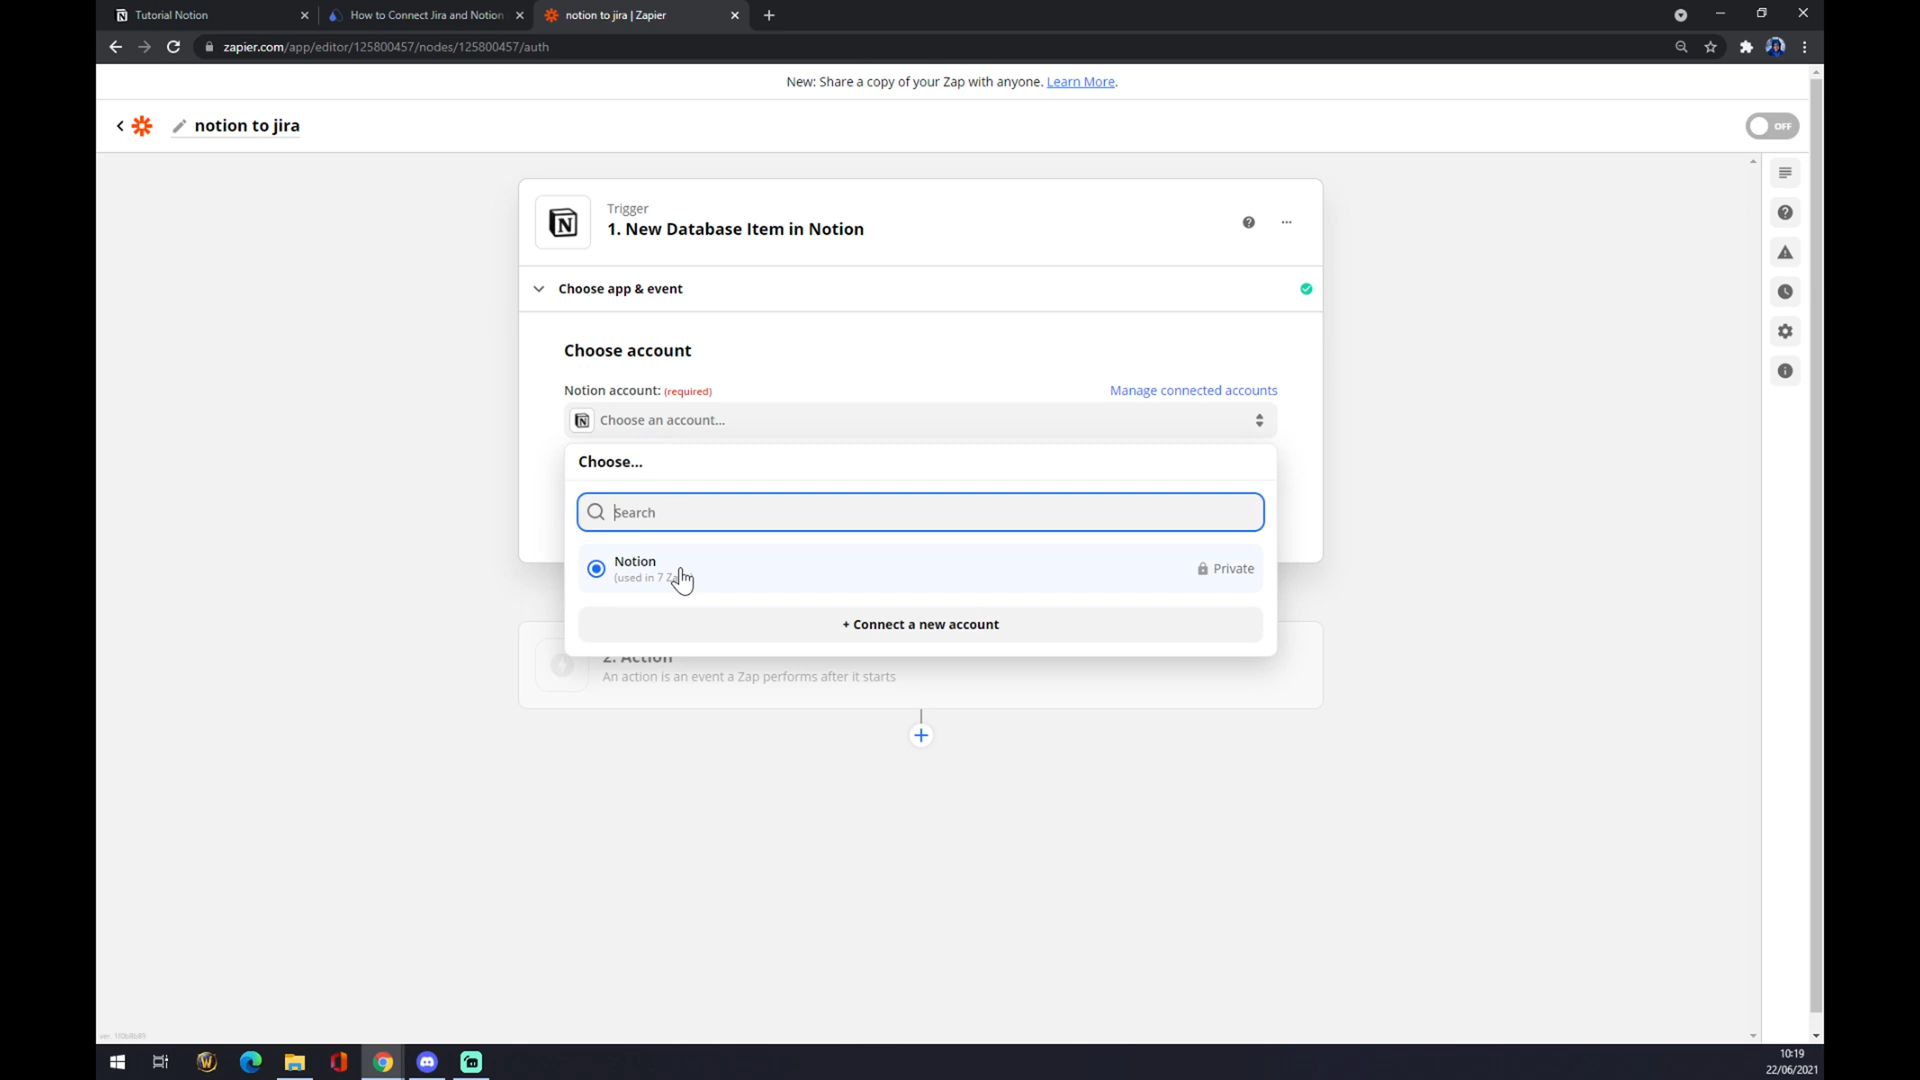 Tutorial Notion
How to Connect Jira and Notion
notion to jira | Zapier
zapier.com/app/editor/125800457/nodes/125800457/auth
New: Share a copy of your Zap with anyone. Learn More.
notion to jira
OFF
Trigger
1. New Database Item in Notion
Choose app & event
Choose account
Notion account: (required)
Manage connected accounts
Choose an account...
Choose...
Search
Notion
(used in 7
Private
+ Connect a new account
2. Action
An action is an event a Zap performs after it starts
10:19
22/06/2021